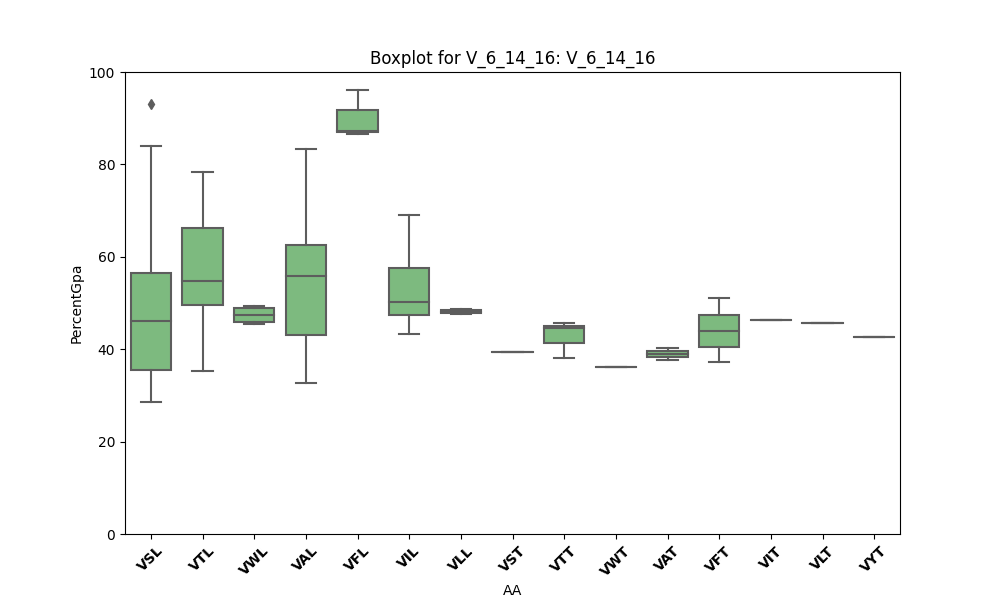 Boxplot for V_6_14_16: V_6_14_16
100
80
60
40
20
0
PercentGpa
VSL VTL VWL VAL VFL VIL VLL VST VTT VWT VAT VFT VIT VLT VYT
AA